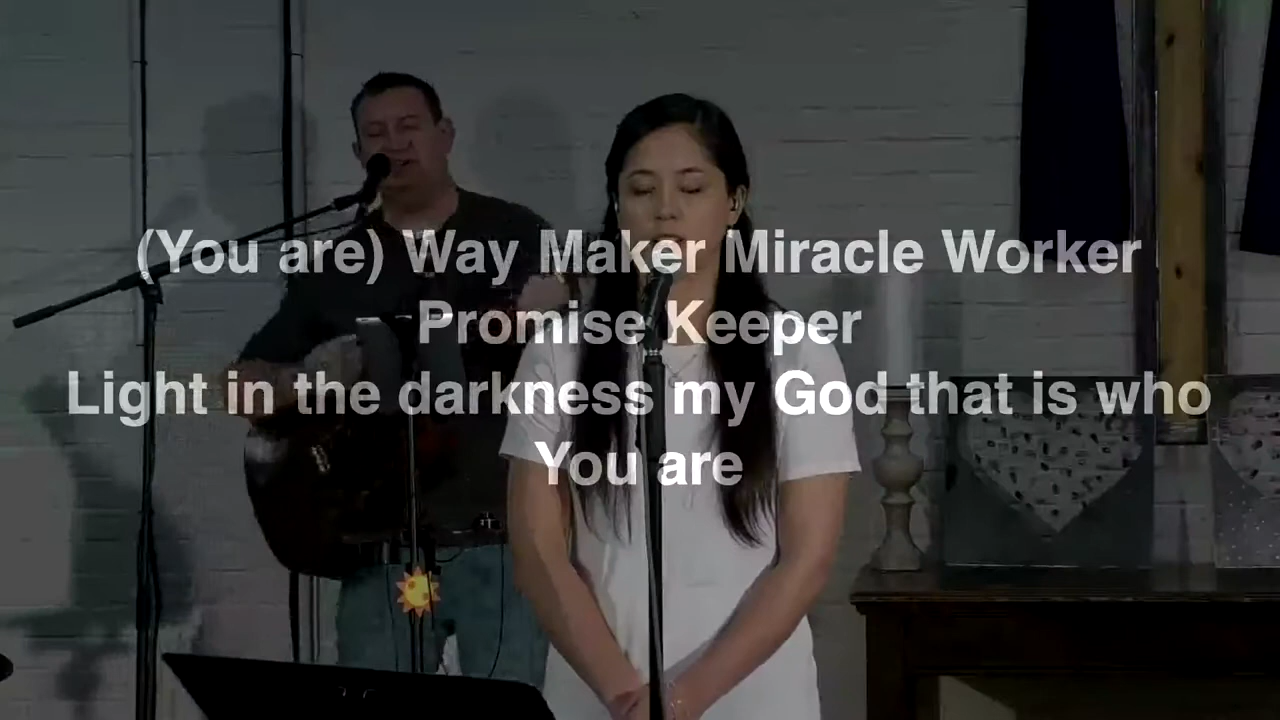 (You are) Way Maker Miracle Worker
Promise Keeper
Light in the darkness my God that is who
You are